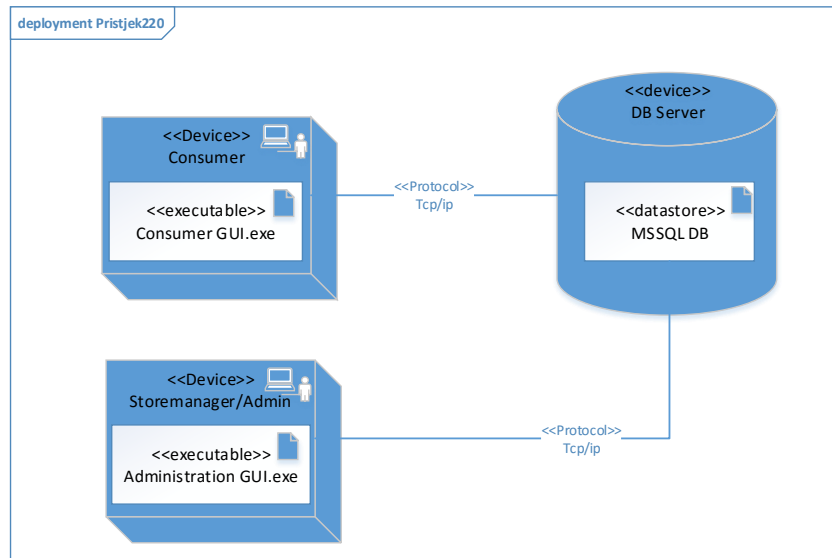 deployment Pristjek220
<<Device>>
Consumer
<<executable>>
Consumer GUI.exe
<<Protocol>>
Tcp/ip
<<device>>
DB Server
<<datastore>>
MSSQL DB
<<Device>>
Storemanager/Admin
<<executable>>
Administration GUI.exe
<<Protocol>>
Tcp/ip